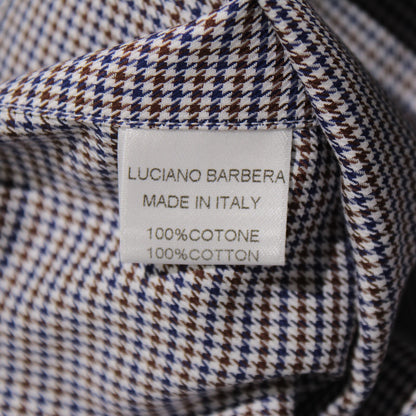 LUCIANO BARBERA
MADE IN ITALY
100%COTONE
100%COTTON